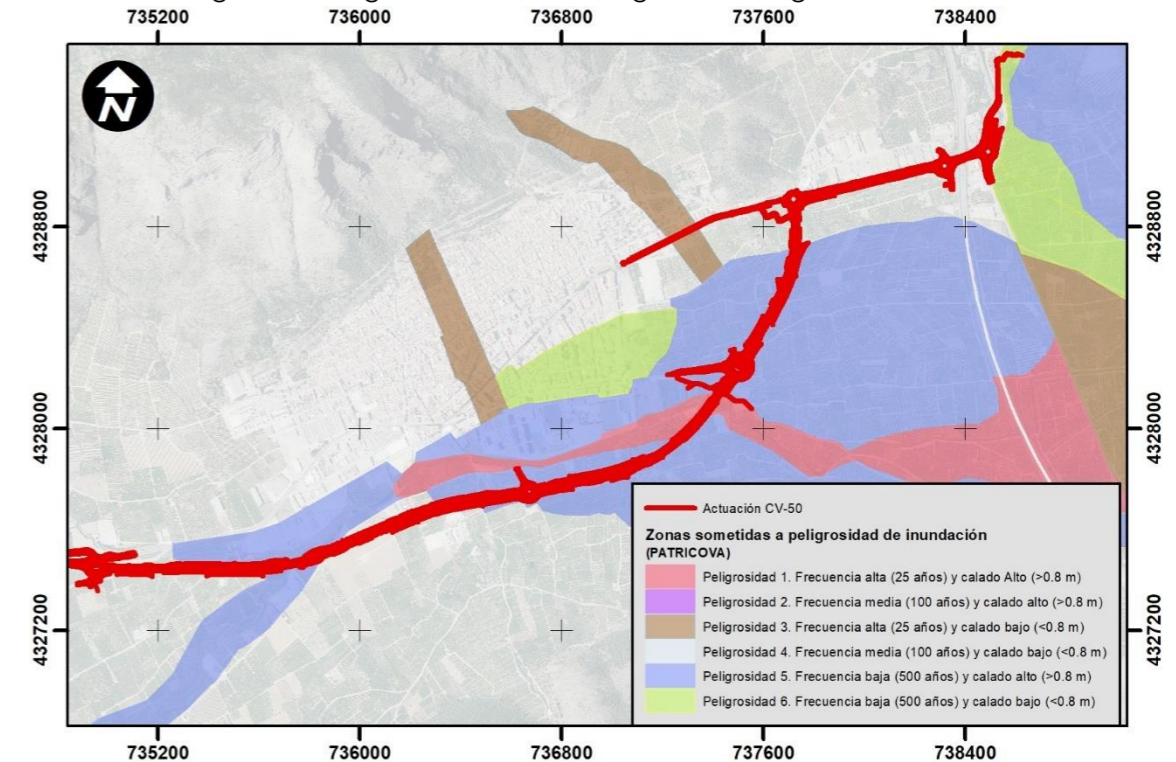 735200 736000 736800 737600 738400
N
4328800 4328800
4328000 4328000
4327200 4327200
Actuación CV-50
Zonas sometidas a peligrosidad de inundación
(PATRICOVA)
Peligrosidad 1. Frecuencia alta (25 años) y calado Alto (>0.8 m)
Peligrosidad 2. Frecuencia media (100 años) y calado alto (>0.8 m)
Peligrosidad 3. Frecuencia alta (25 años) y calado bajo (<0.8 m)
Peligrosidad 4. Frecuencia media (100 años) y calado bajo (<0.8 m)
Peligrosidad 5. Frecuencia baja (500 años) y calado alto (>0.8 m)
Peligrosidad 6. Frecuencia baja (500 años) y calado bajo (<0.8 m)
735200 736000 736800 737600 738400